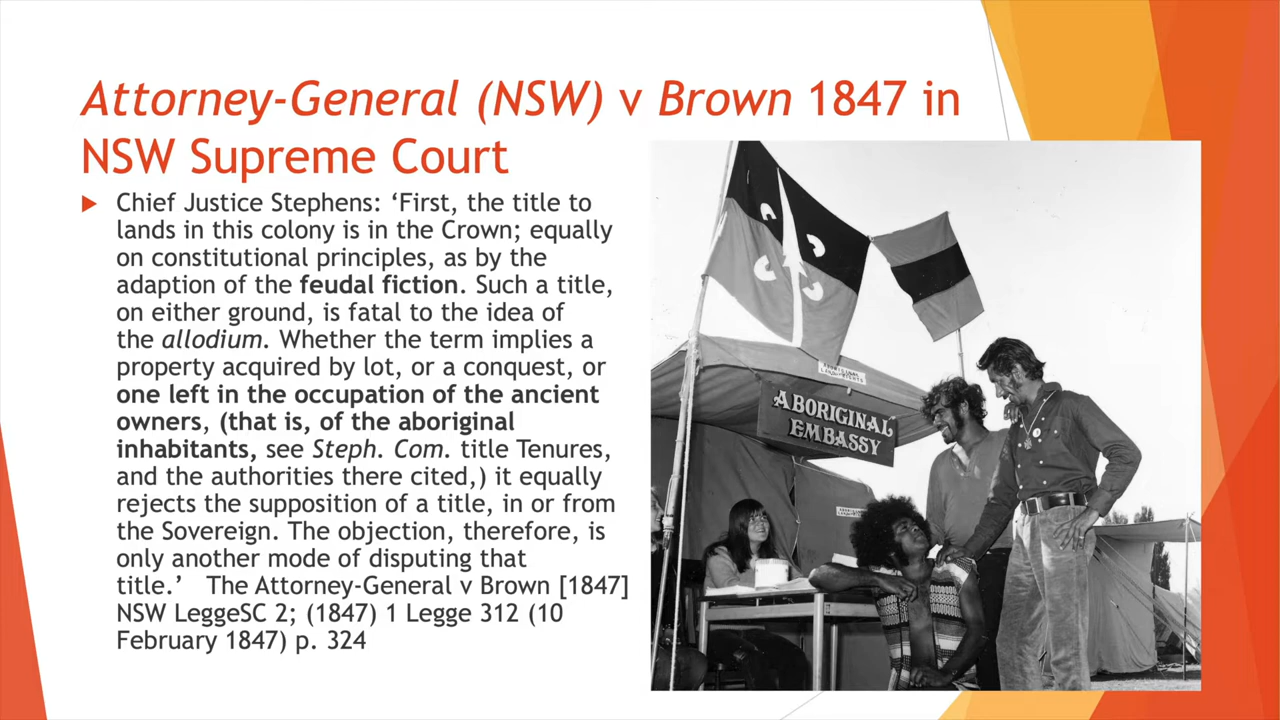 Attorney-General (NSW) v Brown 1847 in
NSW Supreme Court
Chief Justice Stephens: ‘First, the title to
lands in this colony is in the Crown; equally
on constitutional principles, as by the
adaption of the feudal fiction. Such a title,
on either ground, is fatal to the idea of
the allodium. Whether the term implies a
property acquired by lot, or a conquest, or
one left in the occupation of the ancient
owners, (that is, of the aboriginal
inhabitants, see Steph. Com. title Tenures,
and the authorities there cited,) it equally
rejects the supposition of a title, in or from
the Sovereign. The objection, therefore, is
only another mode of disputing that
title.’ The Attorney-General v Brown [1847]
NSW LeggeSC 2; (1847) 1 Legge 312 (10
February 1847) p. 324
ABORIGINAL
EMBASSY